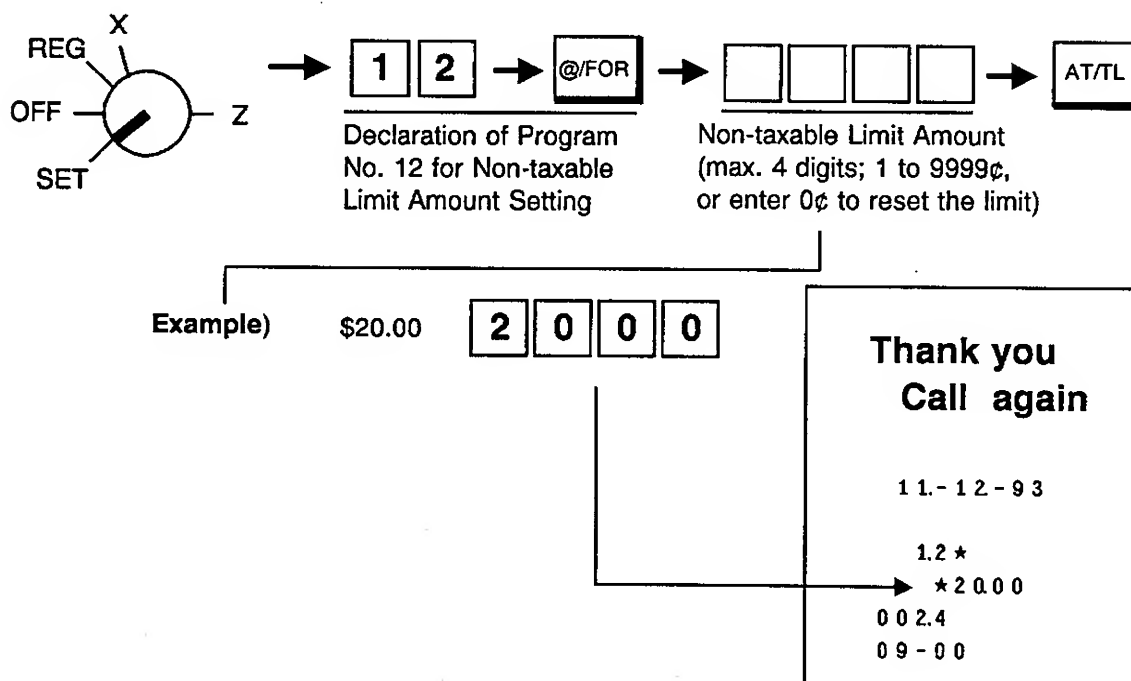 X
REG
OFF
Z
SET
1 2
@/FOR
AT/TL
Declaration of Program
No. 12 for Non-taxable
Limit Amount Setting
Non-taxable Limit Amount
(max. 4 digits; 1 to 9999¢,
or enter 0¢ to reset the limit)
Example) $20.00 2 0 0 0
Thank you
Call again
11.-12-93
1.2★
★20.00
002.4
09-00